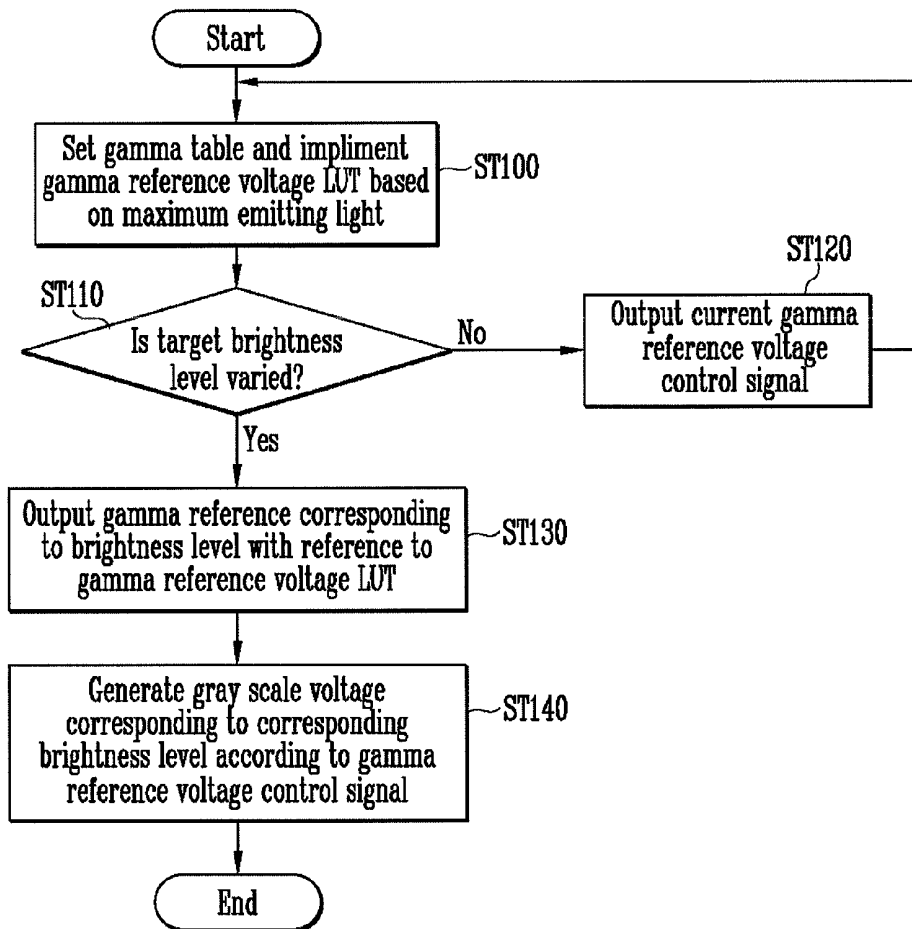 Start
Set gamma table and impliment
gamma reference voltage LUT based
on maximum emitting light
ST100
ST110
Is target brightness
level varied?
No
ST120
Output current gamma
reference voltage
control signal
Yes
Output gamma reference corresponding
to brightness level with reference to
gamma reference voltage LUT
ST130
Generate gray scale voltage
corresponding to corresponding
brightness level according to gamma
reference voltage control signal
ST140
End